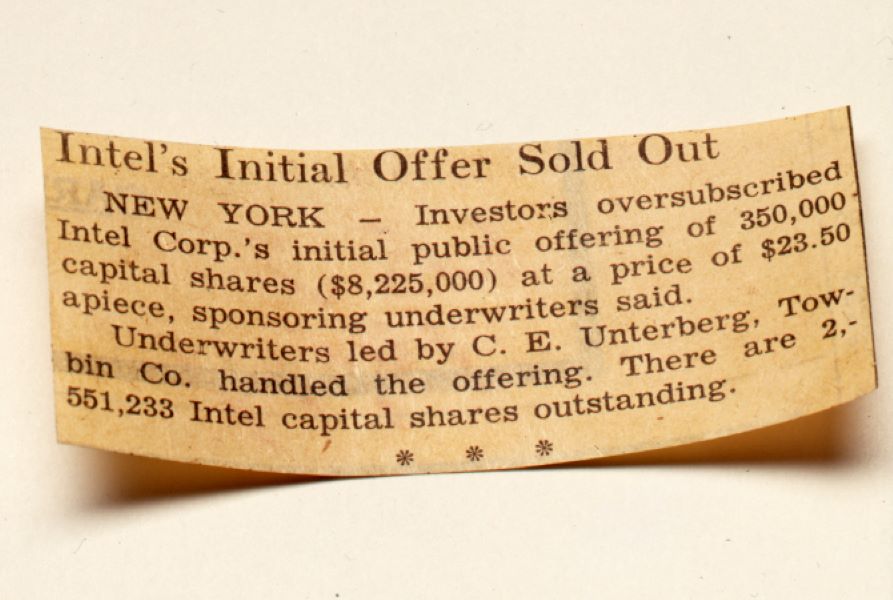 Intel's Initial Offer Sold Out
NEW YORK — Investors oversubscribed
Intel Corp.'s initial public offering of 350,000
capital shares ($8,225,000) at a price of $23.50
apiece, sponsoring underwriters said.
Underwriters led by C. E. Unterberg, Tow-
bin Co. handled the offering. There are 2,-
551,233 Intel capital shares outstanding.
* * *